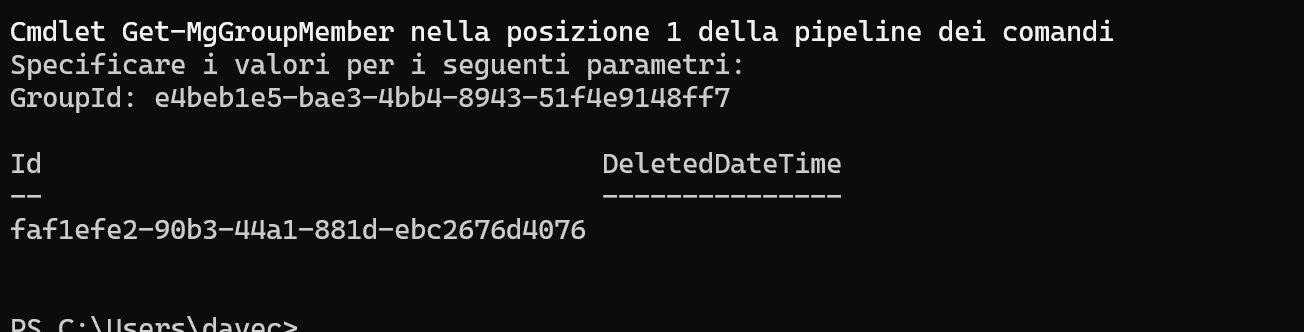 Cmdlet Get-MgGroupMember nella posizione 1 della pipeline dei comandi
Specificare i valori per i seguenti parametri:
GroupId: e4beb1e5-bae3-4bb4-8943-51f4e9148ff7
Id DeletedDateTime
-- ---------------
faf1efe2-90b3-44a1-881d-ebc2676d4076
PS C:\Users\davec>